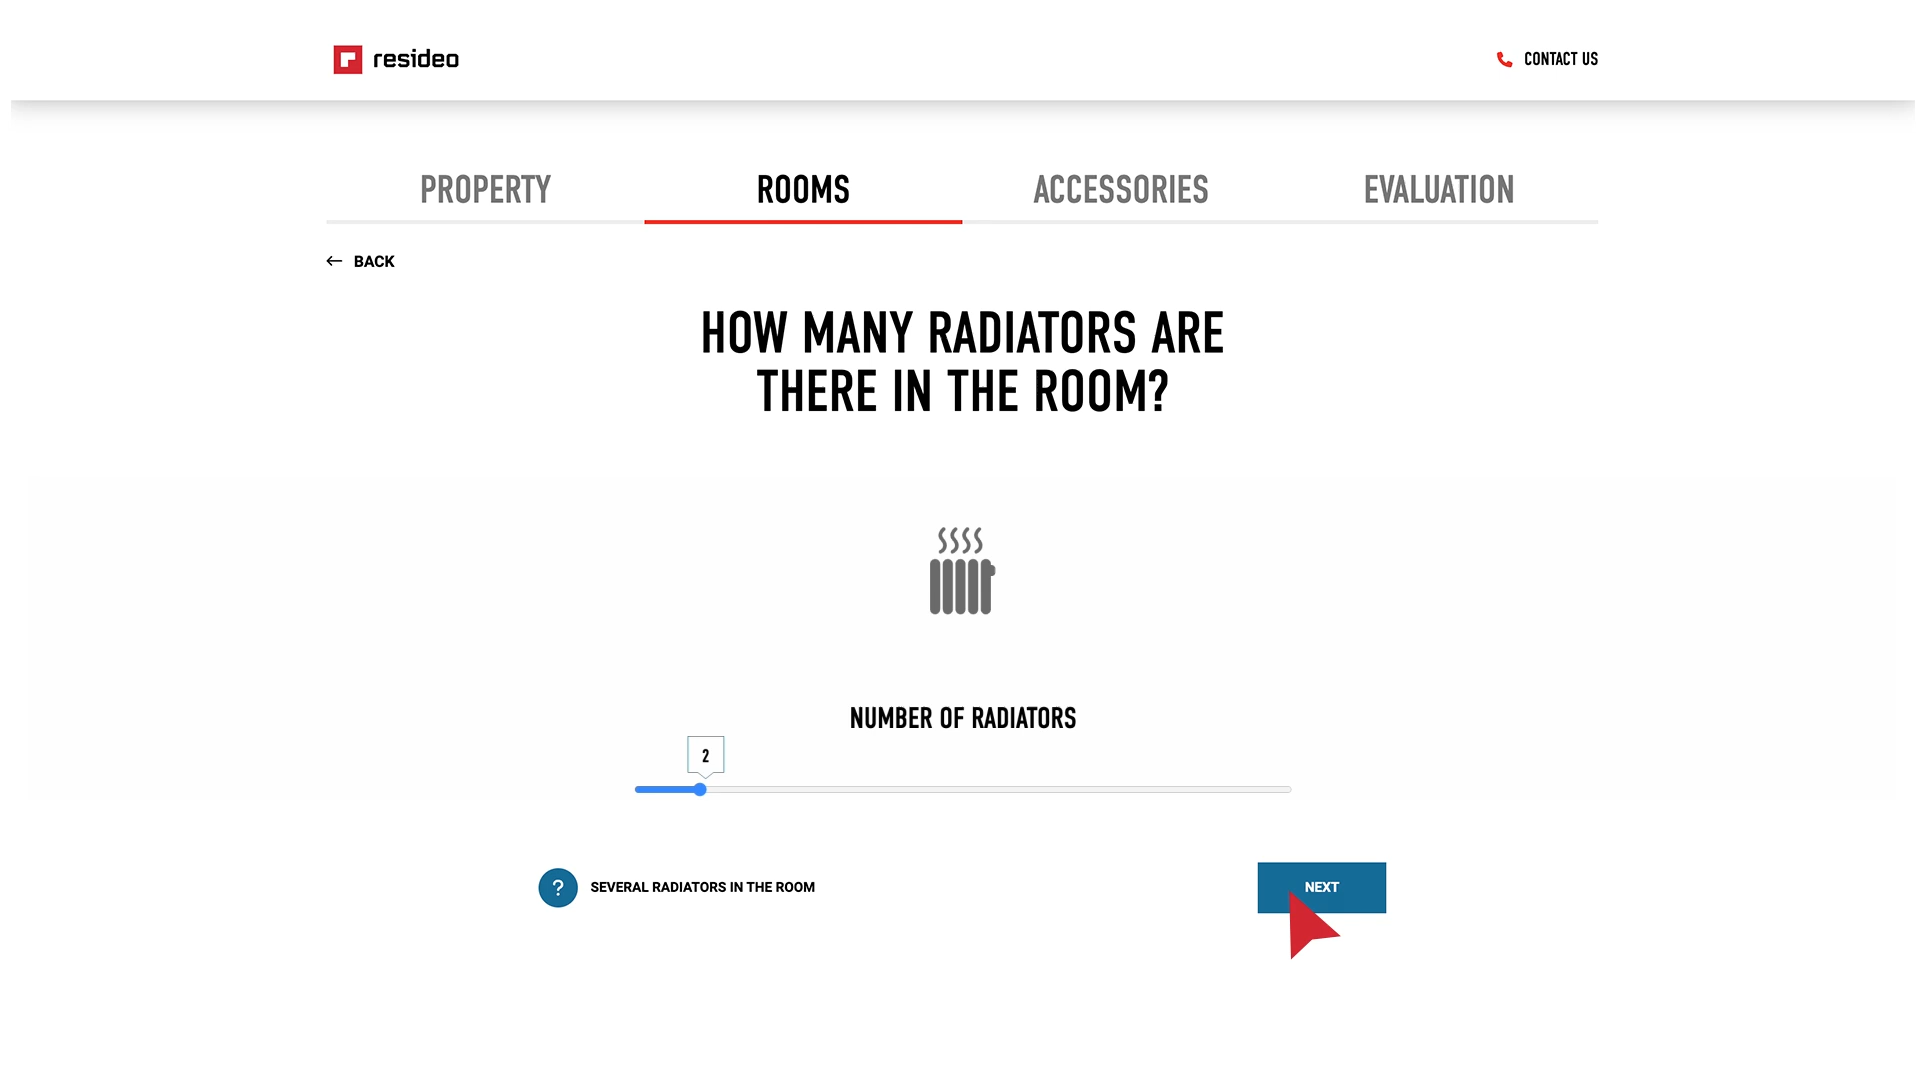 resideo
CONTACT US
PROPERTY
ROOMS
ACCESSORIES
EVALUATION
← BACK
HOW MANY RADIATORS ARE
THERE IN THE ROOM?
NUMBER OF RADIATORS
2
?
SEVERAL RADIATORS IN THE ROOM
NEXT